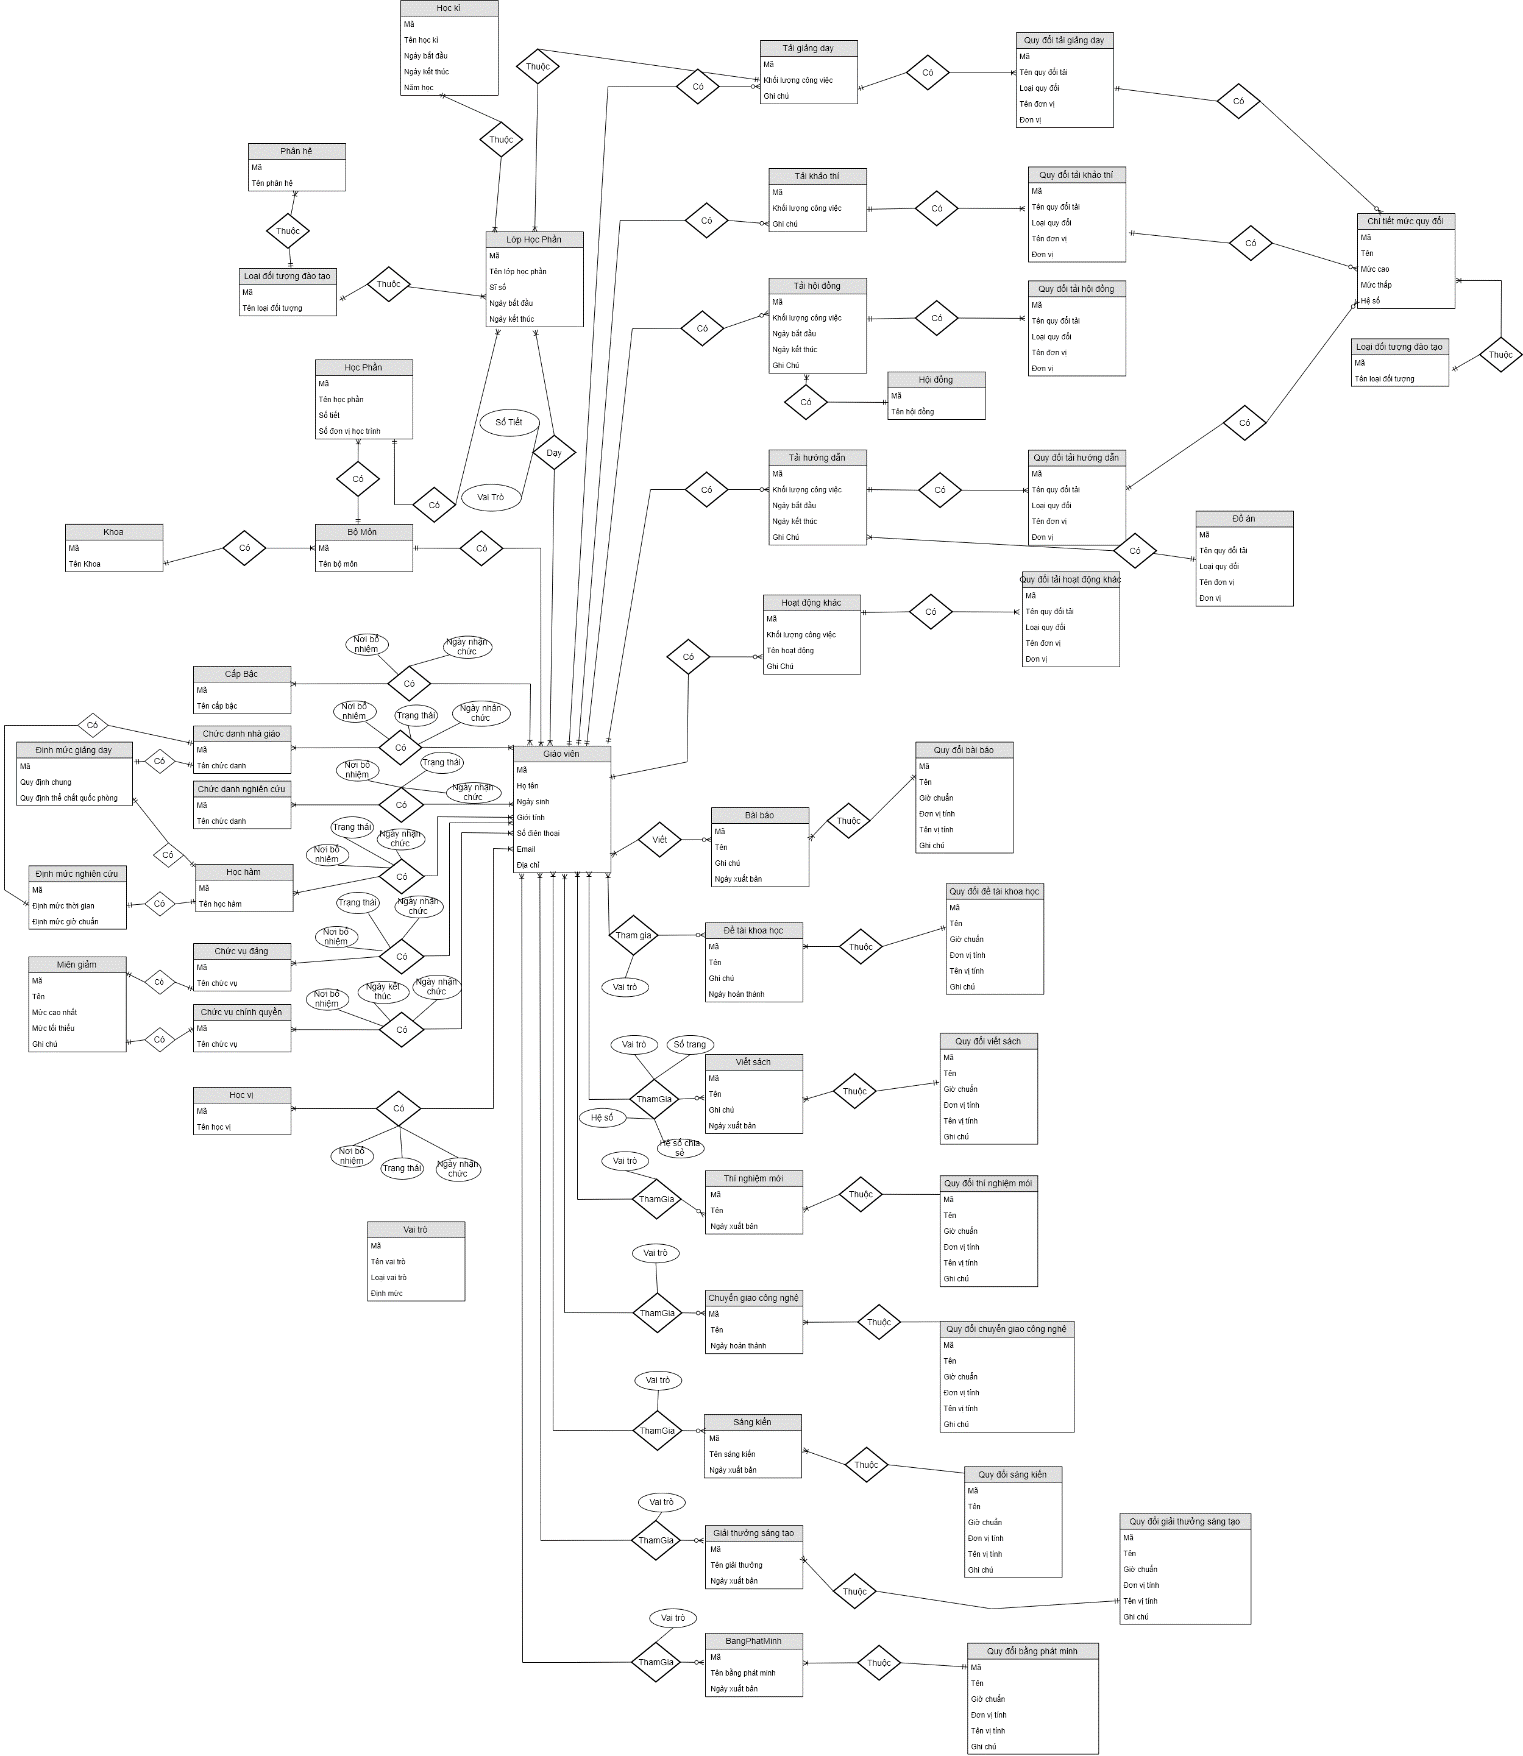 Học kì
Mã
Tên học kì
Ngày bắt đầu
Ngày kết thúc
Năm học
Thuộc
Thuộc
Tải giảng dạy
Mã
Khối lượng công việc
Ghi chú
Có
Có
Quy đổi tải giảng dạy
Mã
Tên quy đổi tải
Loại quy đổi
Tên đơn vị
Đơn vị
Có
Phân hệ
Mã
Tên phân hệ
Thuộc
Loại đối tượng đào tạo
Mã
Tên loại đối tượng
Thuộc
Lớp Học Phần
Mã
Tên lớp học phần
Sĩ số
Ngày bắt đầu
Ngày kết thúc
Tải khảo thí
Mã
Khối lượng công việc
Ghi chú
Có
Có
Quy đổi tải khảo thí
Mã
Tên quy đổi tải
Loại quy đổi
Tên đơn vị
Đơn vị
Có
Chi tiết mức quy đổi
Mã
Tên
Mức cao
Mức thấp
Hệ số
Tải hội đồng
Mã
Khối lượng công việc
Ngày bắt đầu
Ngày kết thúc
Ghi Chú
Có
Có
Quy đổi tải hội đồng
Mã
Tên quy đổi tải
Loại quy đổi
Tên đơn vị
Đơn vị
Loại đối tượng đào tạo
Mã
Tên loại đối tượng
Thuộc
Có
Hội đồng
Mã
Tên hội đồng
Học Phần
Mã
Tên học phần
Số tiết
Số đơn vị học trình
Số Tiết
Dạy
Vai Trò
Có
Có
Có
Tải hướng dẫn
Mã
Khối lượng công việc
Ngày bắt đầu
Ngày kết thúc
Ghi Chú
Có
Có
Quy đổi tải hướng dẫn
Mã
Tên quy đổi tải
Loại quy đổi
Tên đơn vị
Đơn vị
Có
Đồ án
Mã
Tên quy đổi tải
Loại quy đổi
Tên đơn vị
Đơn vị
Khoa
Mã
Tên Khoa
Có
Bộ Môn
Mã
Tên bộ môn
Có
Hoạt động khác
Mã
Khối lượng công việc
Tên hoạt động
Ghi Chú
Có
Có
Quy đổi tải hoạt động khác
Mã
Tên quy đổi tải
Loại quy đổi
Tên đơn vị
Đơn vị
Cấp Bậc
Mã
Tên cấp bậc
Nơi bổ nhiệm
Ngày nhận chức
Có
Chức danh nhà giáo
Mã
Tên chức danh
Nơi bổ nhiệm
Trạng thái
Ngày nhận chức
Có
Có
Định mức giảng dạy
Mã
Quy định chung
Quy định thể chất quốc phòng
Có
Chức danh nghiên cứu
Mã
Tên chức danh
Nơi bổ nhiệm
Trạng thái
Ngày nhận chức
Có
Giáo viên
Mã
Họ tên
Ngày sinh
Giới tính
Số điện thoại
Email
Địa chỉ
Có
Định mức nghiên cứu
Mã
Định mức thời gian
Định mức giờ chuẩn
Có
Học hàm
Mã
Tên học hàm
Trạng thái
Ngày nhận chức
Nơi bổ nhiệm
Có
Chức vụ đảng
Mã
Tên chức vụ
Trạng thái
Ngày nhận chức
Nơi bổ nhiệm
Có
Miễn giảm
Mã
Tên
Mức cao nhất
Mức tối thiểu
Ghi chú
Có
Có
Chức vụ chính quyền
Mã
Tên chức vụ
Nơi bổ nhiệm
Ngày kết thúc
Ngày nhận chức
Có
Học vị
Mã
Tên học vị
Có
Nơi bổ nhiệm
Trạng thái
Ngày nhận chức
Vai trò
Mã
Tên vai trò
Loại vai trò
Định mức
Viết
Bài báo
Mã
Tên
Ghi chú
Ngày xuất bản
Thuộc
Quy đổi bài báo
Mã
Tên
Giờ chuẩn
Đơn vị tính
Tên vị tính
Ghi chú
Tham gia
Vai trò
Đề tài khoa học
Mã
Tên
Ghi chú
Ngày hoàn thành
Thuộc
Quy đổi đề tài khoa học
Mã
Tên
Giờ chuẩn
Đơn vị tính
Tên vị tính
Ghi chú
Vai trò
Số trang
ThamGia
Hệ số
Hệ số chia sẻ
Viết sách
Mã
Tên
Ghi chú
Ngày xuất bản
Thuộc
Quy đổi viết sách
Mã
Tên
Giờ chuẩn
Đơn vị tính
Tên vị tính
Ghi chú
Vai trò
ThamGia
Thí nghiệm mới
Mã
Tên
Ngày xuất bản
Thuộc
Quy đổi thí nghiệm mói
Mã
Tên
Giờ chuẩn
Đơn vị tính
Tên vị tính
Ghi chú
Vai trò
ThamGia
Chuyển giao công nghệ
Mã
Tên
Ngày hoàn thành
Thuộc
Quy đổi chuyển giao công nghệ
Mã
Tên
Giờ chuẩn
Đơn vị tính
Tên vị tính
Ghi chú
Vai trò
ThamGia
Sáng kiến
Mã
Tên sáng kiến
Ngày xuất bản
Thuộc
Quy đổi sáng kiến
Mã
Tên
Giờ chuẩn
Đơn vị tính
Tên vị tính
Ghi chú
Vai trò
ThamGia
Giải thưởng sáng tạo
Mã
Tên giải thưởng
Ngày xuất bản
Thuộc
Quy đổi giải thưởng sáng tạo
Mã
Tên
Giờ chuẩn
Đơn vị tính
Tên vị tính
Ghi chú
Vai trò
ThamGia
BangPhatMinh
Mã
Tên bằng phát minh
Ngày xuất bản
Thuộc
Quy đổi bằng phát minh
Mã
Tên
Giờ chuẩn
Đơn vị tính
Tên vị tính
Ghi chú